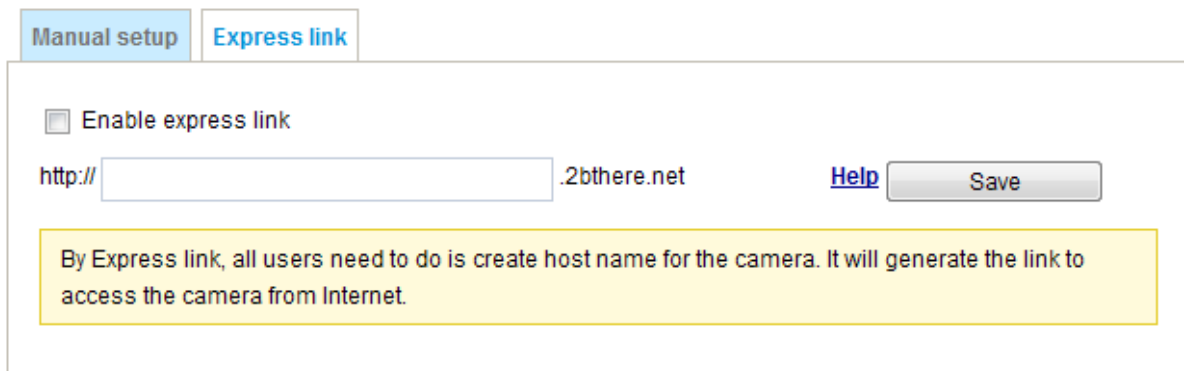 Manual setup Express link
Enable express link
http:// .2bthere.net Help Save
By Express link, all users need to do is create host name for the camera. It will generate the link to
access the camera from Internet.